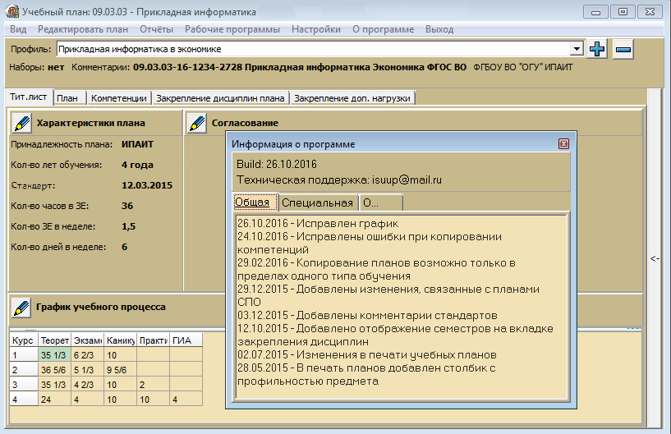 Учебный план: 09.03.03 - Прикладная информатика
Вид Редактировать план Отчёты Рабочие программы Настройки О программе Выход
Профиль: Прикладная информатика в экономике
Наборы: нет Комментарии: 09.03.03-16-1234-2728 Прикладная информатика Экономика ФГОС ВО ФГБОУ ВО "ОГУ" ИПАИТ
Тит.лист План Компетенции Закрепление дисциплин плана Закрепление доп. нагрузки
Характеристики плана
Согласование
Принадлежность плана: ИПАИТ
Кол-во лет обучения: 4 года
Стандарт: 12.03.2015
Кол-во часов в ЗЕ: 36
Кол-во ЗЕ в неделе: 1,5
Кол-во дней в неделе: 6
Информация о программе
Build: 26.10.2016
Техническая поддержка: isuup@mail.ru
Общая Специальная О...
26.10.2016 - Исправлен график
24.10.2016 - Исправлены ошибки при копировании
компетенций
29.02.2016 - Копирование планов возможно только в
пределах одного типа обучения
29.12.2015 - Добавлены изменения, связанные с планами
СПО
03.12.2015 - Добавлены комментарии стандартов
12.10.2015 - Добавлено отображение семестров на вкладке
закрепления дисциплин
02.07.2015 - Изменения в печати учебных планов
28.05.2015 - В печать планов добавлен столбик с
профильностью предмета
<-
График учебного процесса
Курс Теорет Экзаме Канику Практи ГИА
1 35 1/3 6 2/3 10
2 36 5/6 5 1/3 9 5/6
3 35 1/3 4 2/3 10 2
4 24 4 10 10 4